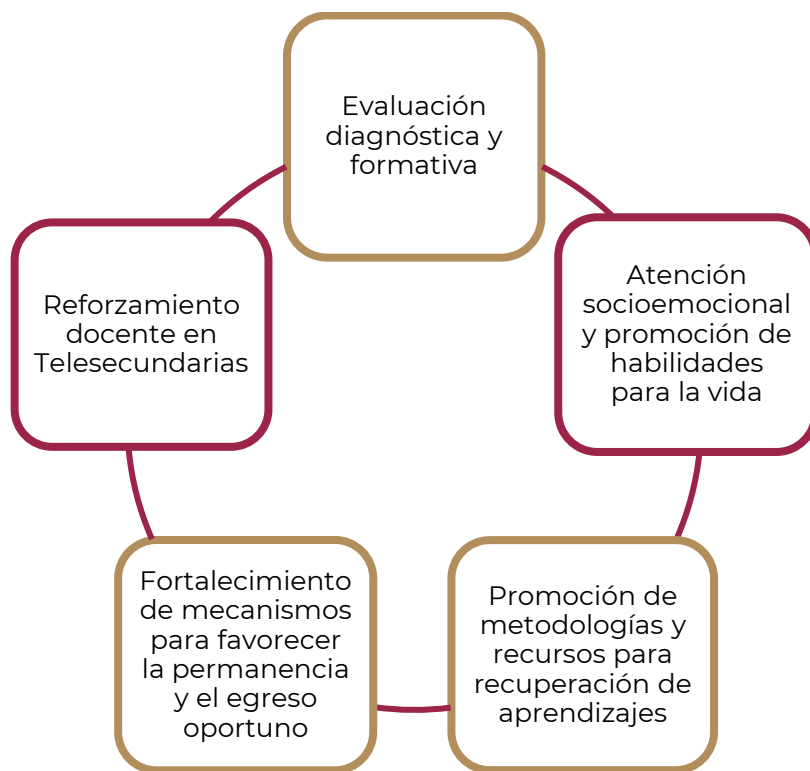 Evaluación
diagnóstica y
formativa
Atención
socioemocional
y promoción de
habilidades
para la vida
Promoción de
metodologías y
recursos para
recuperación de
aprendizajes
Fortalecimiento
de mecanismos
para favorecer
la permanencia
y el egreso
oportuno
Reforzamiento
docente en
Telesecundarias